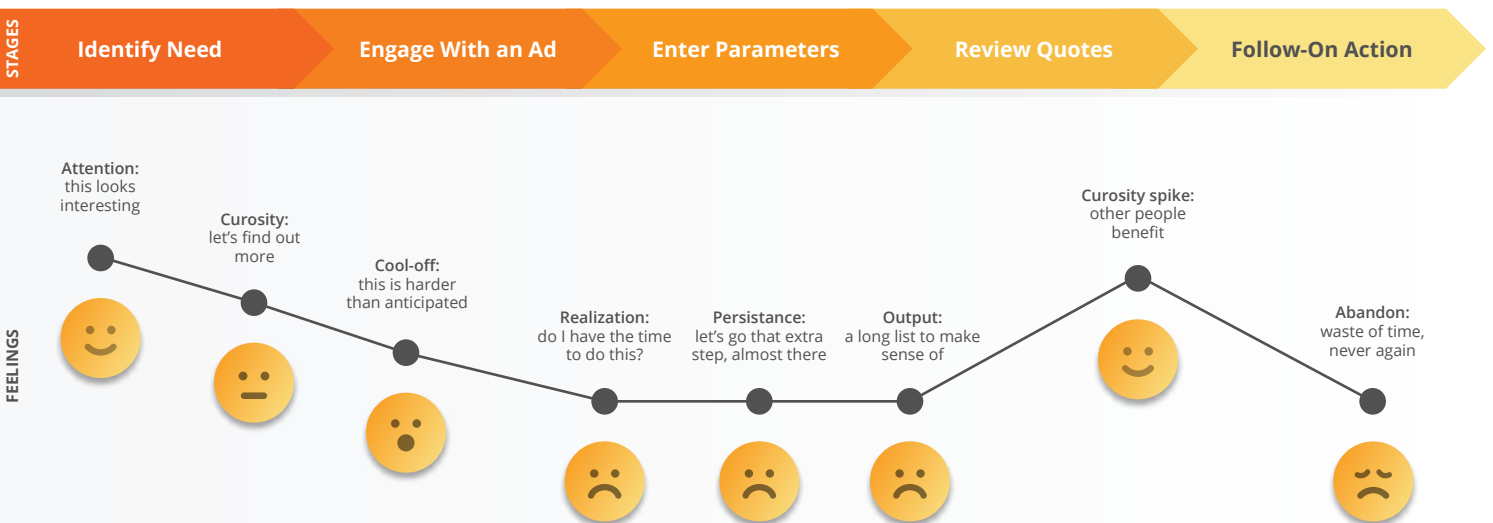 STAGES
Identify Need
Engage With an Ad
Enter Parameters
Review Quotes
Follow-On Action
FEELINGS
Attention:
this looks
interesting
Curosity:
let's find out
more
Cool-off:
this is harder
than anticipated
Realization:
do I have the time
to do this?
Persistance:
let's go that extra
step, almost there
Output:
a long list to make
sense of
Curosity spike:
other people
benefit
Abandon:
waste of time,
never again